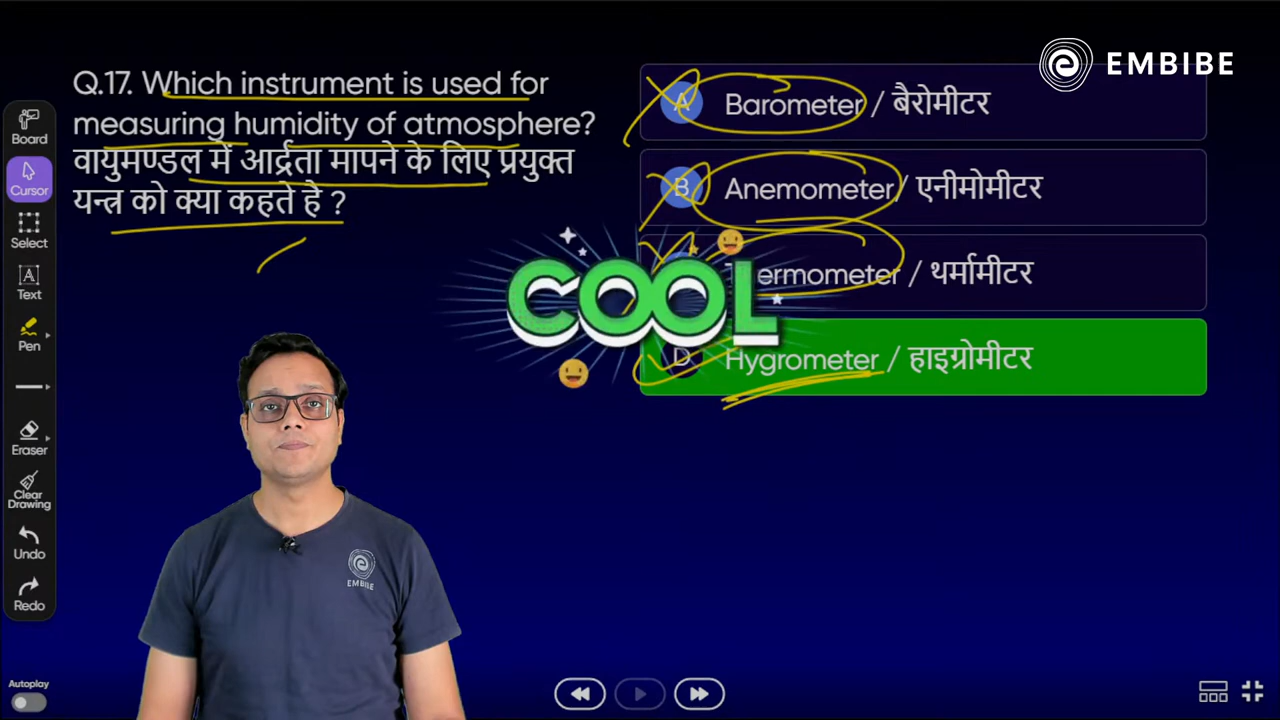 EMBIBE
Q.17. Which instrument is used for
measuring humidity of atmosphere?
वायुमण्डल में आर्द्रता मापने के लिए प्रयुक्त
यन्त्र को क्या कहते है ?
A Barometer / बैरोमीटर
B Anemometer / एनीमोमीटर
ermometer / थर्मामीटर
D Hygrometer / हाइग्रोमीटर
COOL
Board
Cursor
Select
A
Text
Pen
Eraser
Clear
Drawing
Undo
Redo
EMBIBE
Autoplay